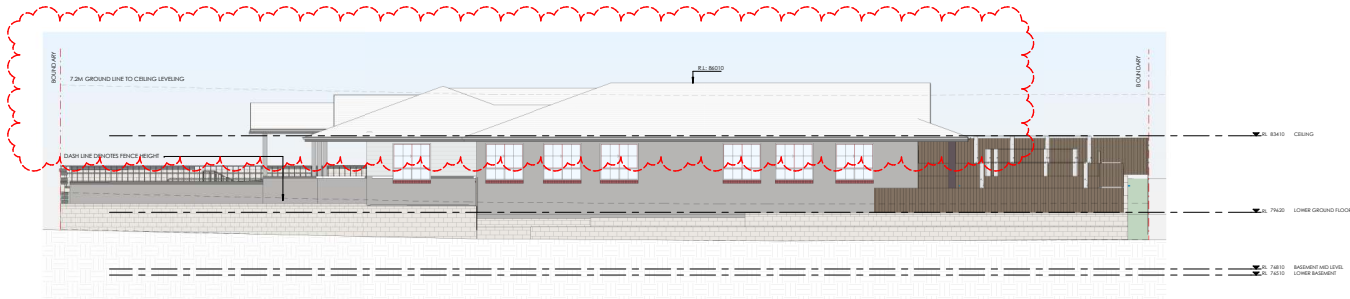 BOUNDARY
7.2M GROUND LINE TO CEILING LEVELING
R.L: 86010
BOUNDARY
RL 83410 CEILING
DASH LINE DENOTES FENCE HEIGHT
RL 79620 LOWER GROUND FLOOR
RL 76810 BASEMENT MID LEVEL
RL 76510 LOWER BASEMENT